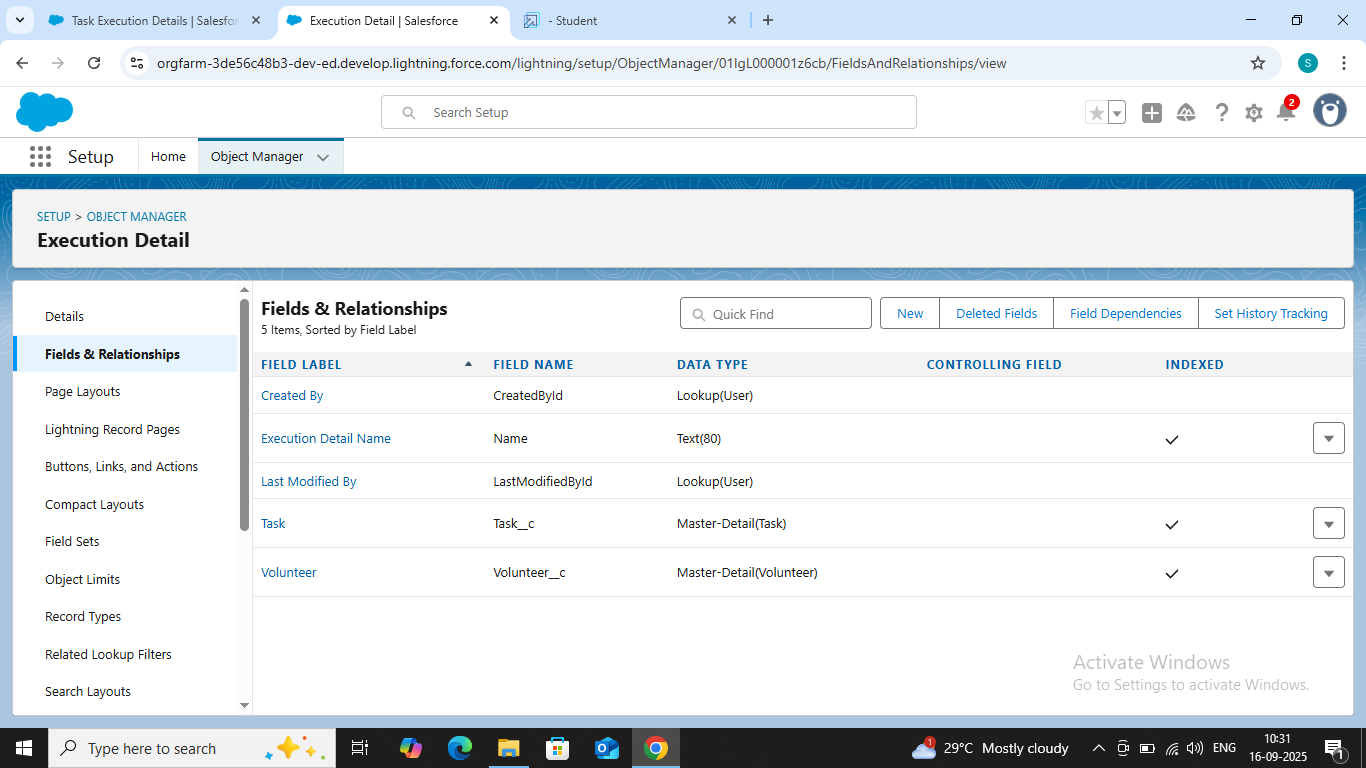 Task Execution Details | Salesfor
Execution Detail | Salesforce
- Student
orgfarm-3de56c48b3-dev-ed.develop.lightning.force.com/lightning/setup/ObjectManager/01IgL000001z6cb/FieldsAndRelationships/view
S
Search Setup
2
Setup
Home
Object Manager
SETUP > OBJECT MANAGER
Execution Detail
Details
Fields & Relationships
Page Layouts
Lightning Record Pages
Buttons, Links, and Actions
Compact Layouts
Field Sets
Object Limits
Record Types
Related Lookup Filters
Search Layouts
Fields & Relationships
5 Items, Sorted by Field Label
Quick Find
New
Deleted Fields
Field Dependencies
Set History Tracking
FIELD LABEL FIELD NAME DATA TYPE CONTROLLING FIELD INDEXED
Created By CreatedById Lookup(User)
Execution Detail Name Name Text(80)
Last Modified By LastModifiedById Lookup(User)
Task Task__c Master-Detail(Task)
Volunteer Volunteer__c Master-Detail(Volunteer)
Activate Windows
Go to Settings to activate Windows.
Type here to search
1
29°C Mostly cloudy
ENG
10:31
16-09-2025
1